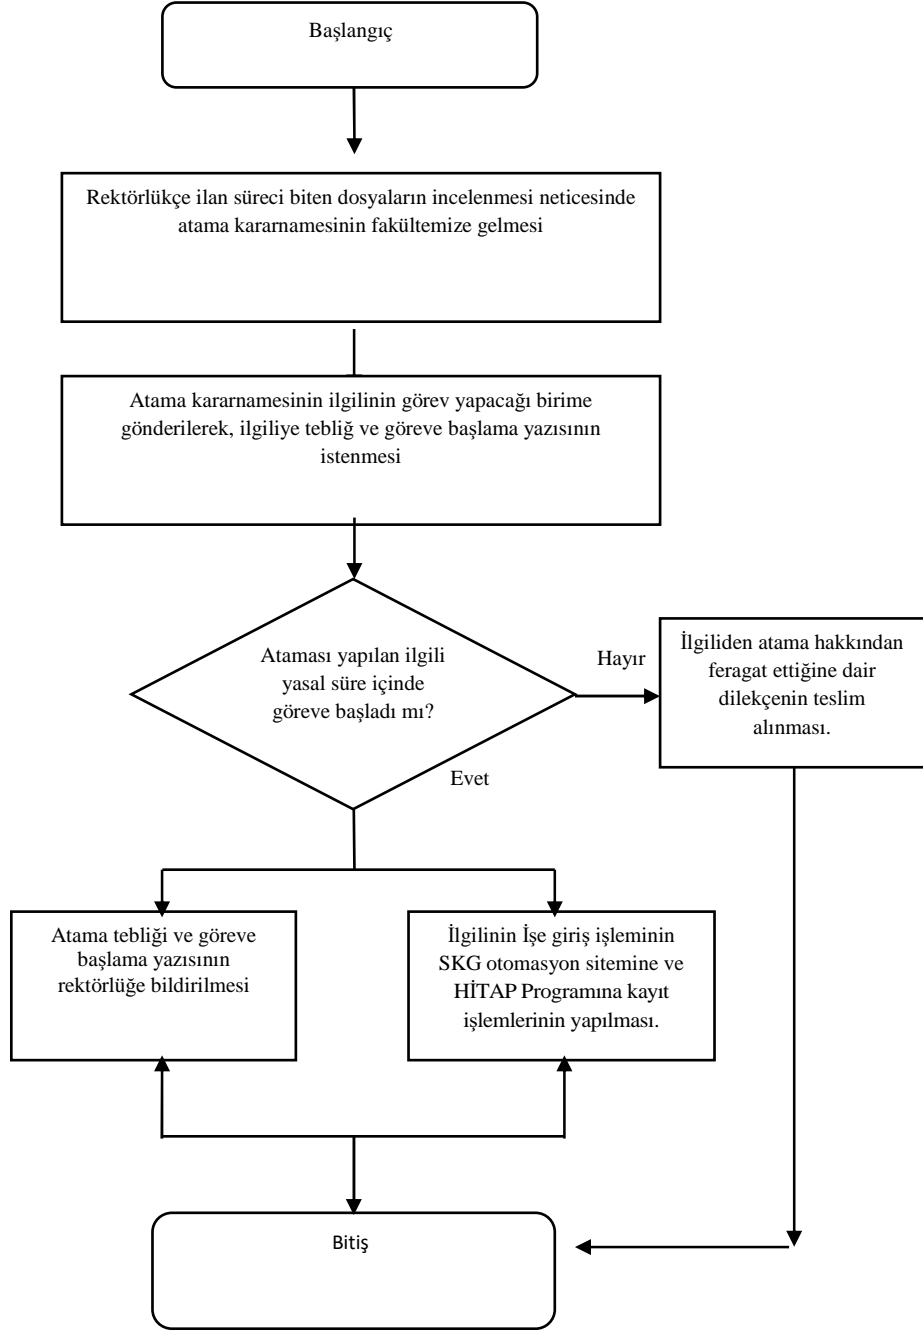 Başlangıç
Rektörlükçe ilan süreci biten dosyaların incelenmesi neticesinde
atama kararnamesinin fakültemize gelmesi
Atama kararnamesinin ilgilinin görev yapacağı birime
gönderilerek, ilgiliye tebliğ ve göreve başlama yazısının
istenmesi
Ataması yapılan ilgili
yasal süre içinde
göreve başladı mı?
Hayır
İlgiliden atama hakkından
feragat ettiğine dair
dilekçenin teslim
alınması.
Evet
Atama tebliği ve göreve
başlama yazısının
rektörlüğe bildirilmesi
İlgilinin İşe giriş işleminin
SKG otomasyon sitemine ve
HİTAP Programına kayıt
işlemlerinin yapılması.
Bitiş